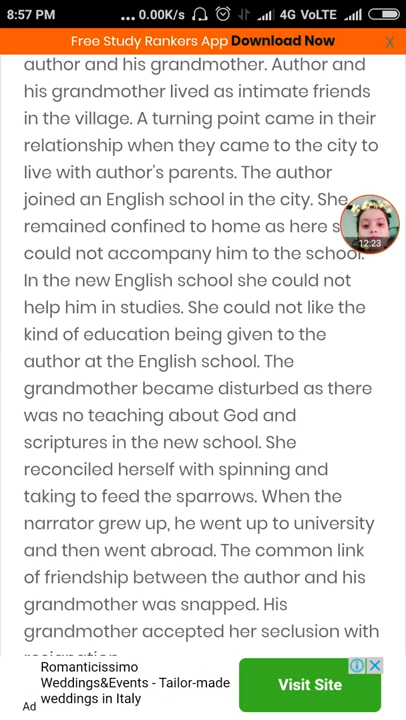 8:57 PM
... 0.00K/s 4G VoLTE
Free Study Rankers App Download Now X
author and his grandmother. Author and
his grandmother lived as intimate friends
in the village. A turning point came in their
relationship when they came to the city to
live with author's parents. The author
joined an English school in the city. She
remained confined to home as here s
could not accompany him to the school.
12:23
In the new English school she could not
help him in studies. She could not like the
kind of education being given to the
author at the English school. The
grandmother became disturbed as there
was no teaching about God and
scriptures in the new school. She
reconciled herself with spinning and
taking to feed the sparrows. When the
narrator grew up, he went up to university
and then went abroad. The common link
of friendship between the author and his
grandmother was snapped. His
grandmother accepted her seclusion with
Romanticissimo
Weddings&Events - Tailor-made
weddings in Italy
Ad
Visit Site